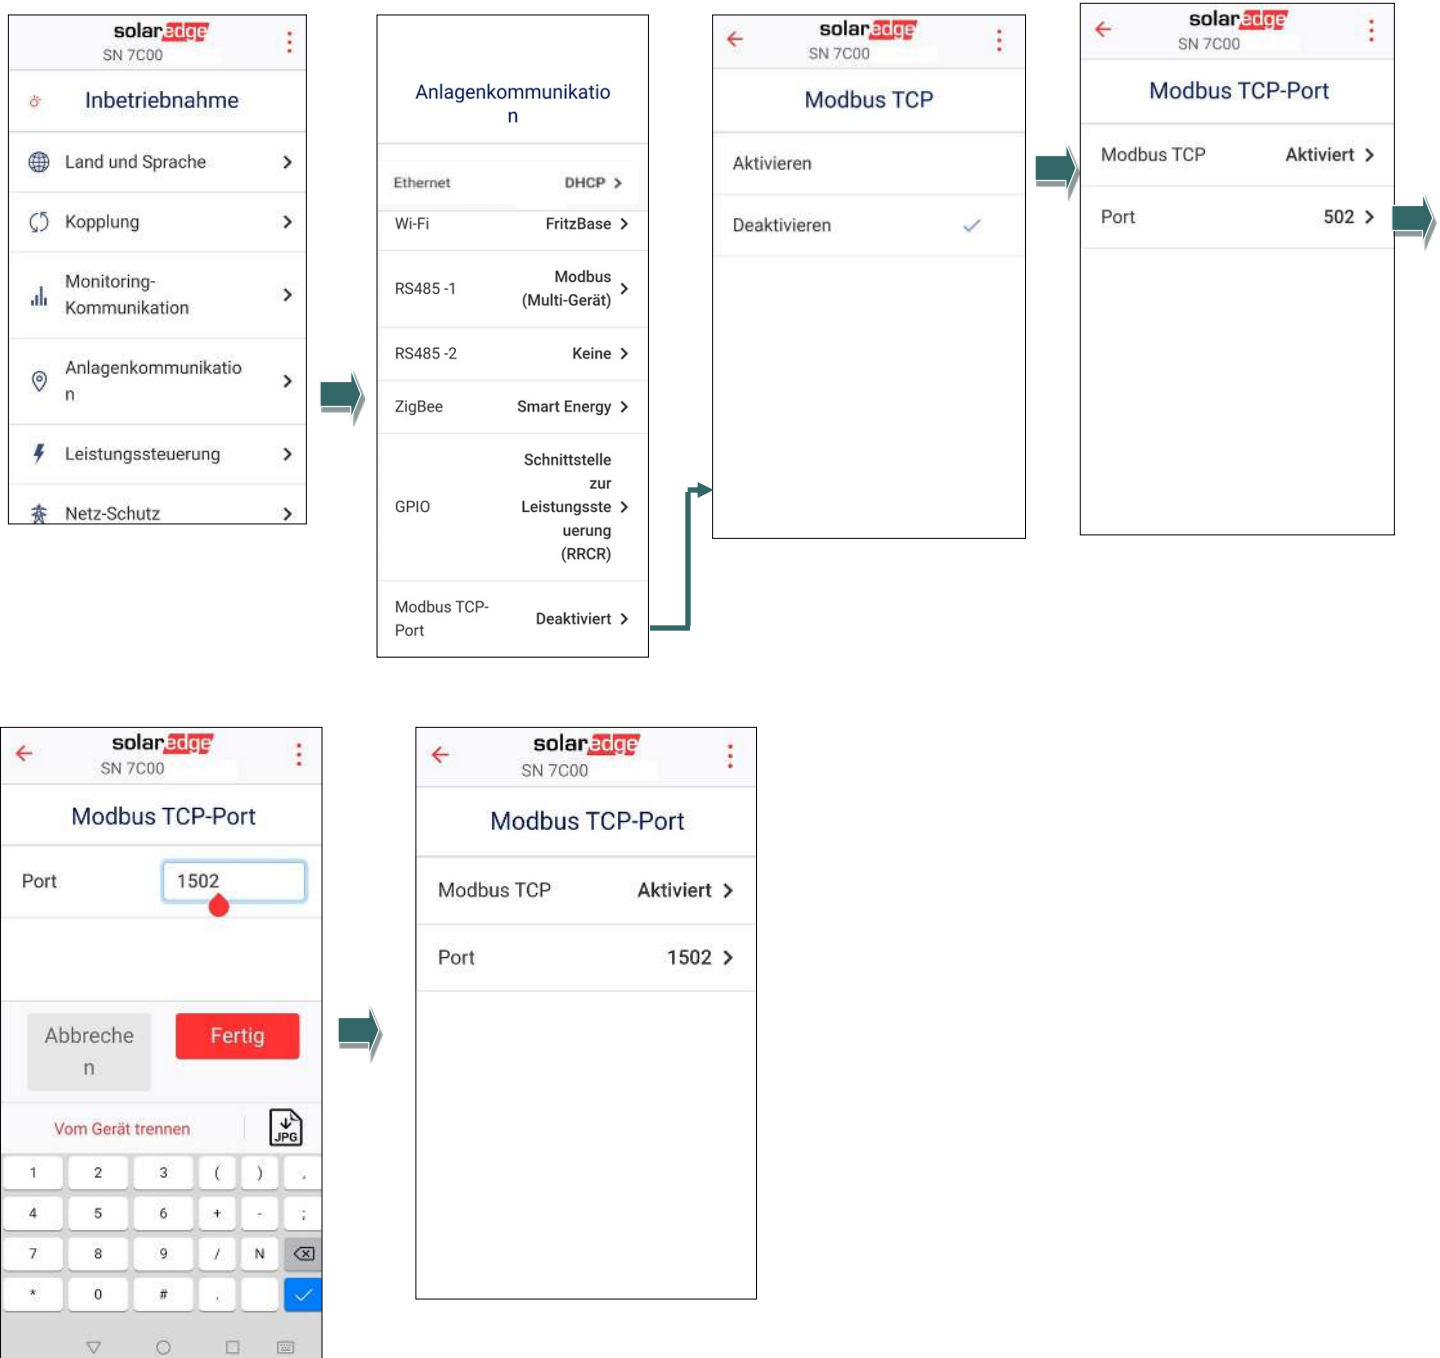 solaredge
SN 7C00
Inbetriebnahme
Land und Sprache
Kopplung
Monitoring-
Kommunikation
Anlagenkommunikatio
n
Leistungssteuerung
Netz-Schutz
Anlagenkommunikatio
n
Ethernet DHCP
Wi-Fi FritzBase
RS485 -1 Modbus
(Multi-Gerät)
RS485 -2 Keine
ZigBee Smart Energy
GPIO Schnittstelle
zur
Leistungsste
uerung
(RRCR)
Modbus TCP-
Port Deaktiviert
solaredge
SN 7C00
Modbus TCP
Aktivieren
Deaktivieren
solaredge
SN 7C00
Modbus TCP-Port
Modbus TCP Aktiviert
Port 502
solaredge
SN 7C00
Modbus TCP-Port
Port 1502
Abbreche
n
Fertig
Vom Gerät trennen
JPG
1 2 3 ( ) ,
4 5 6 + - ;
7 8 9 / N
* 0 # .
solaredge
SN 7C00
Modbus TCP-Port
Modbus TCP Aktiviert
Port 1502